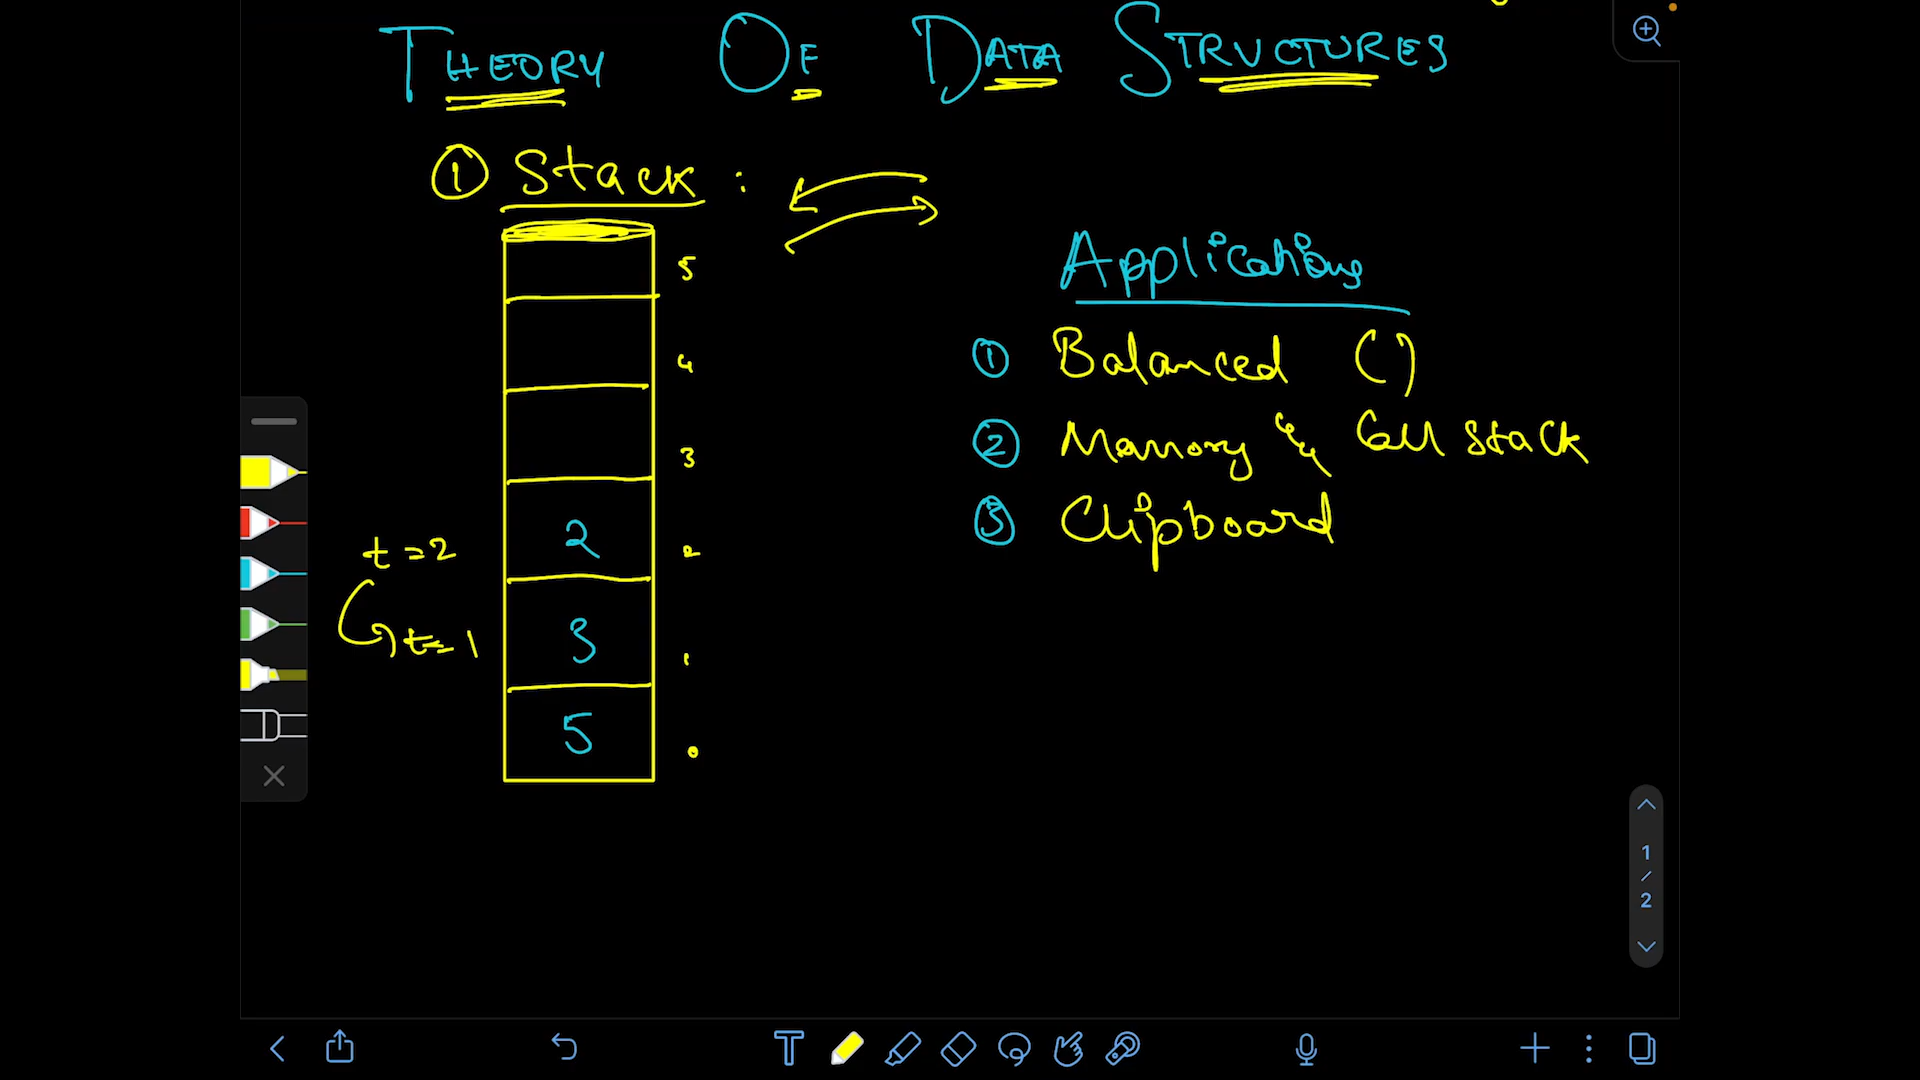 THEORY OF DATA STRUCTURES
① Stack :
5
4
3
2 2
t = 2
3 1
t = 1
5 0
Applications
① Balanced ( )
② Memory & Call Stack
③ Clipboard
1
/
2
T